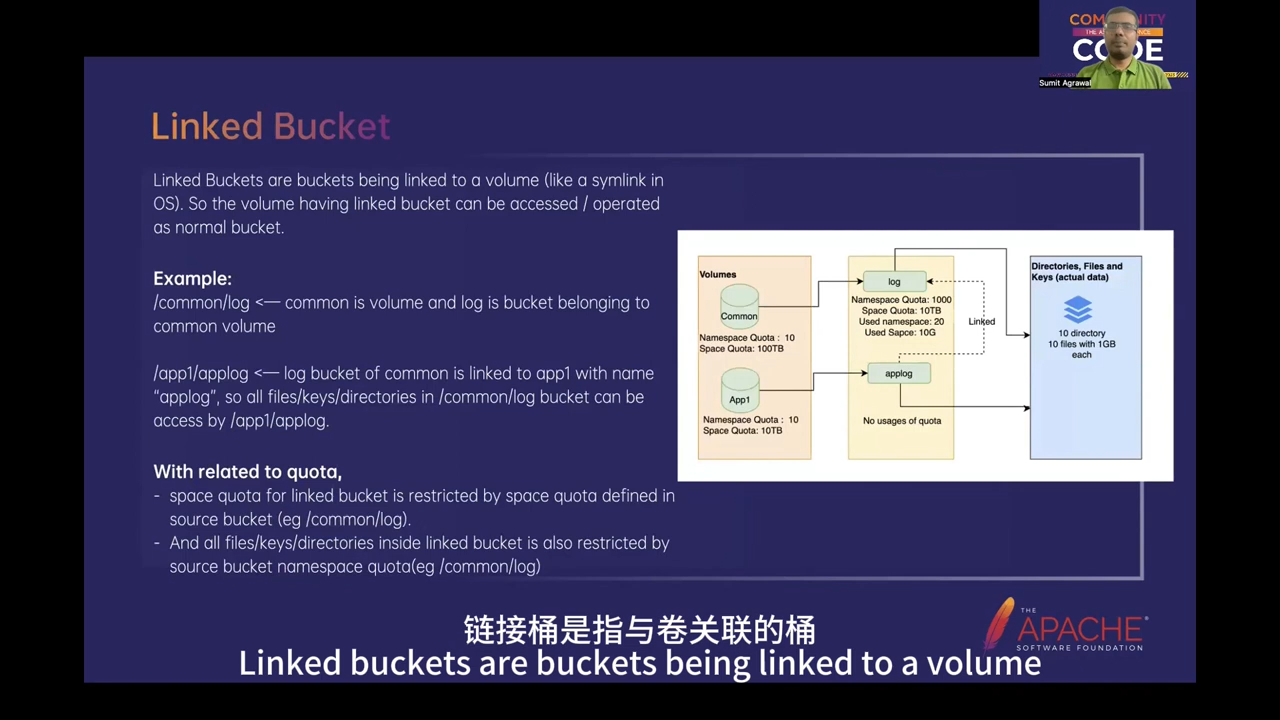 COMMUNITY
CODE
Sumit Agrawal
Linked Bucket
Linked Buckets are buckets being linked to a volume (like a symlink in
OS). So the volume having linked bucket can be accessed / operated
as normal bucket.
Example:
/common/log <— common is volume and log is bucket belonging to
common volume
/app1/applog <— log bucket of common is linked to app1 with name
“applog”, so all files/keys/directories in /common/log bucket can be
access by /app1/applog.
With related to quota,
- space quota for linked bucket is restricted by space quota defined in
source bucket (eg /common/log).
- And all files/keys/directories inside linked bucket is also restricted by
source bucket namespace quota(eg /common/log)
Volumes
Common
Namespace Quota : 10
Space Quota: 100TB
App1
Namespace Quota : 10
Space Quota: 10TB
log
Namespace Quota: 1000
Space Quota: 10TB
Used namespace: 20
Used Sapce: 10G
Linked
applog
No usages of quota
Directories, Files and
Keys (actual data)
10 directory
10 files with 1GB
each
THE
APACHE®
SOFTWARE FOUNDATION
链接桶是指与卷关联的桶
Linked buckets are buckets being linked to a volume